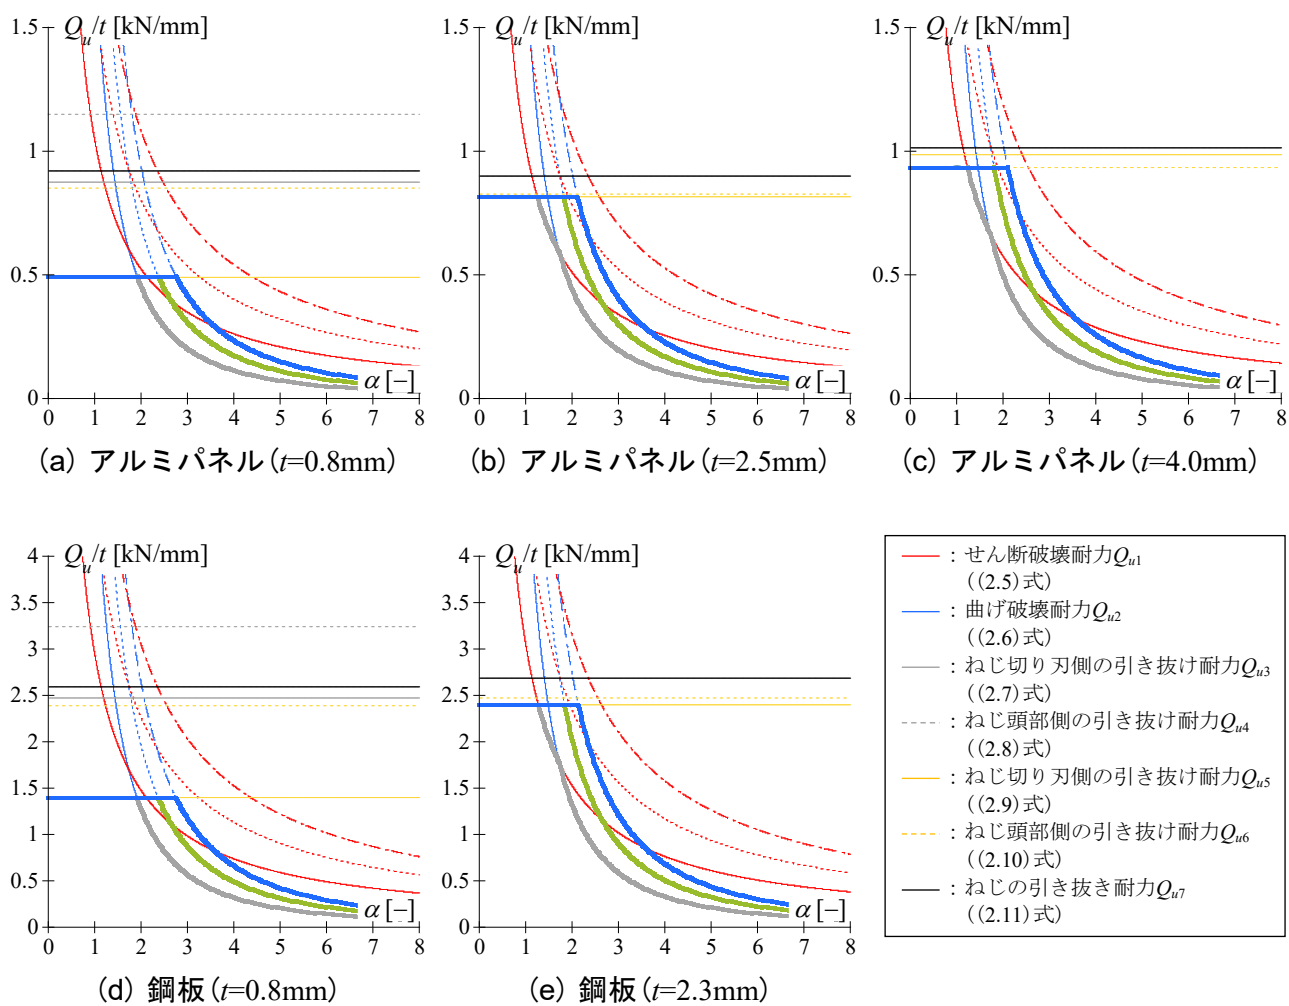 Qu/t [kN/mm]
1.5
1
0.5
0
α [–]
0 1 2 3 4 5 6 7 8
(a) アルミパネル(t=0.8mm)
Qu/t [kN/mm]
1.5
1
0.5
0
α [–]
0 1 2 3 4 5 6 7 8
(b) アルミパネル(t=2.5mm)
Qu/t [kN/mm]
1.5
1
0.5
0
α [–]
0 1 2 3 4 5 6 7 8
(c) アルミパネル(t=4.0mm)
Qu/t [kN/mm]
4
3.5
3
2.5
2
1.5
1
0.5
0
α [–]
0 1 2 3 4 5 6 7 8
(d) 鋼板(t=0.8mm)
Qu/t [kN/mm]
4
3.5
3
2.5
2
1.5
1
0.5
0
α [–]
0 1 2 3 4 5 6 7 8
(e) 鋼板(t=2.3mm)
:せん断破壊耐力Qu1
((2.5)式)
:曲げ破壊耐力Qu2
((2.6)式)
:ねじ切り刃側の引き抜け耐力Qu3
((2.7)式)
:ねじ頭部側の引き抜け耐力Qu4
((2.8)式)
:ねじ切り刃側の引き抜け耐力Qu5
((2.9)式)
:ねじ頭部側の引き抜け耐力Qu6
((2.10)式)
:ねじの引き抜き耐力Qu7
((2.11)式)